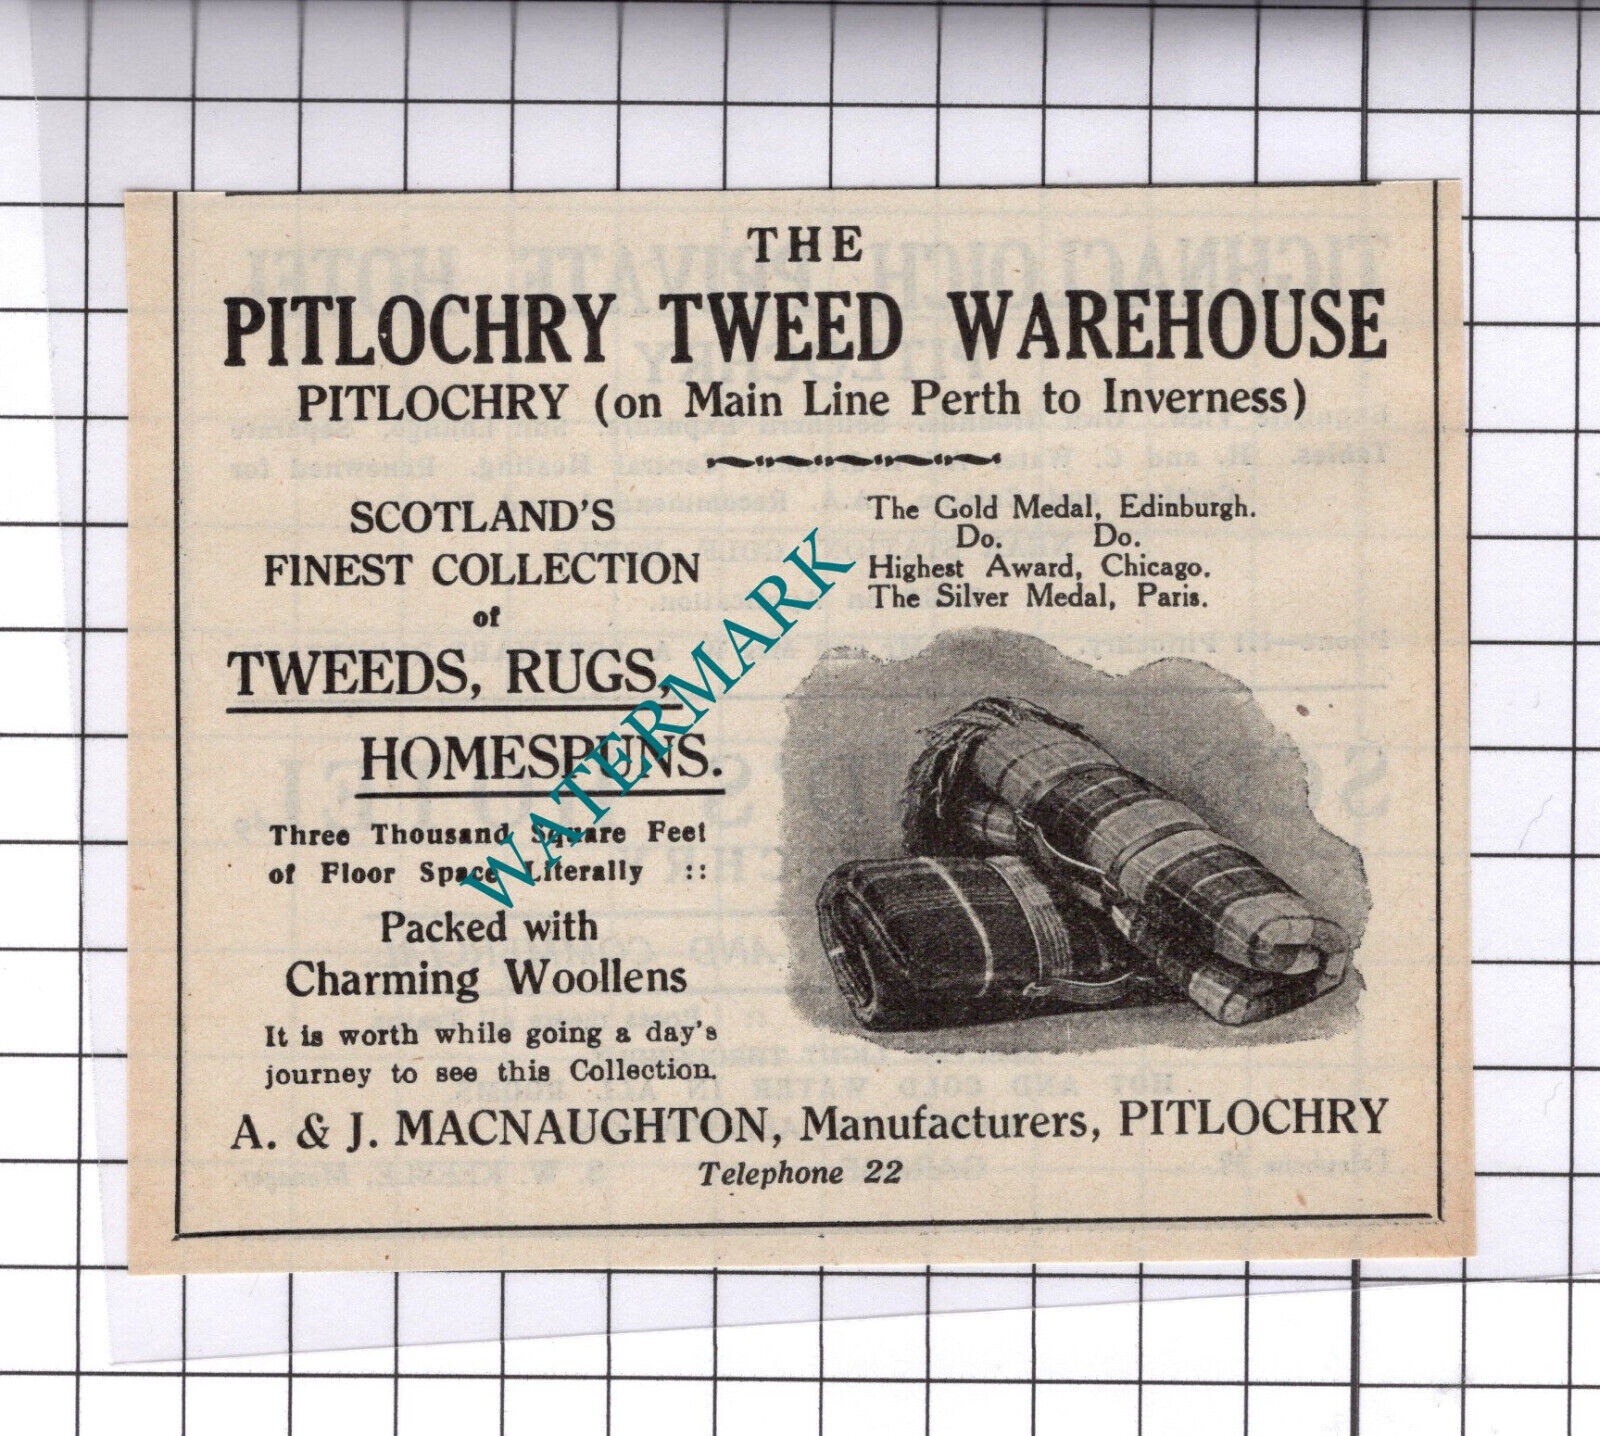 THE
PITLOCHRY TWEED WAREHOUSE
PITLOCHRY (on Main Line Perth to Inverness)
SCOTLAND'S
FINEST COLLECTION
of
TWEEDS, RUGS,
HOMESPUNS.
Three Thousand Square Feet
of Floor Space Literally ::
Packed with
Charming Woollens
It is worth while going a day's
journey to see this Collection.
The Gold Medal, Edinburgh.
Do. Do.
Highest Award, Chicago.
The Silver Medal, Paris.
A. & J. MACNAUGHTON, Manufacturers, PITLOCHRY
Telephone 22
WATERMARK